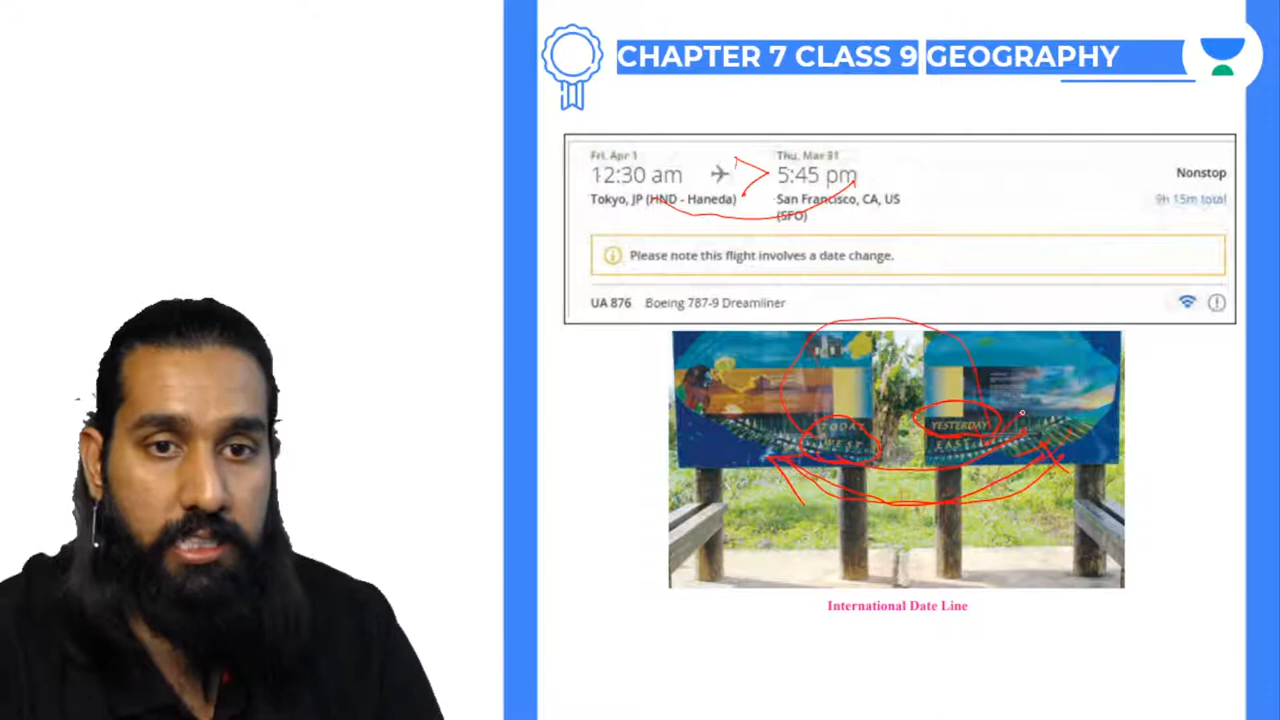 CHAPTER 7 CLASS 9 GEOGRAPHY
Fri, Apr 1
12:30 am
Tokyo, JP (HND - Haneda)
Thu, Mar 31
5:45 pm
San Francisco, CA, US
(SFO)
Nonstop
9h 15m total
Please note this flight involves a date change.
UA 876 Boeing 787-9 Dreamliner
TODAY
WEST
YESTERDAY
EAST
International Date Line